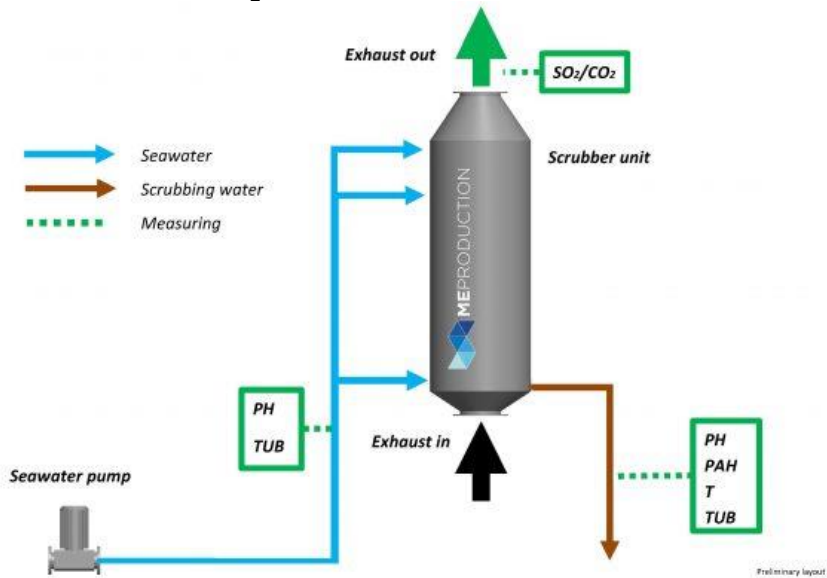 Exhaust out
SO₂/CO₂
Seawater
Scrubber unit
Scrubbing water
Measuring
MEPRODUCTION
PH
TUB
Exhaust in
PH
PAH
T
TUB
Seawater pump
Preliminary layout